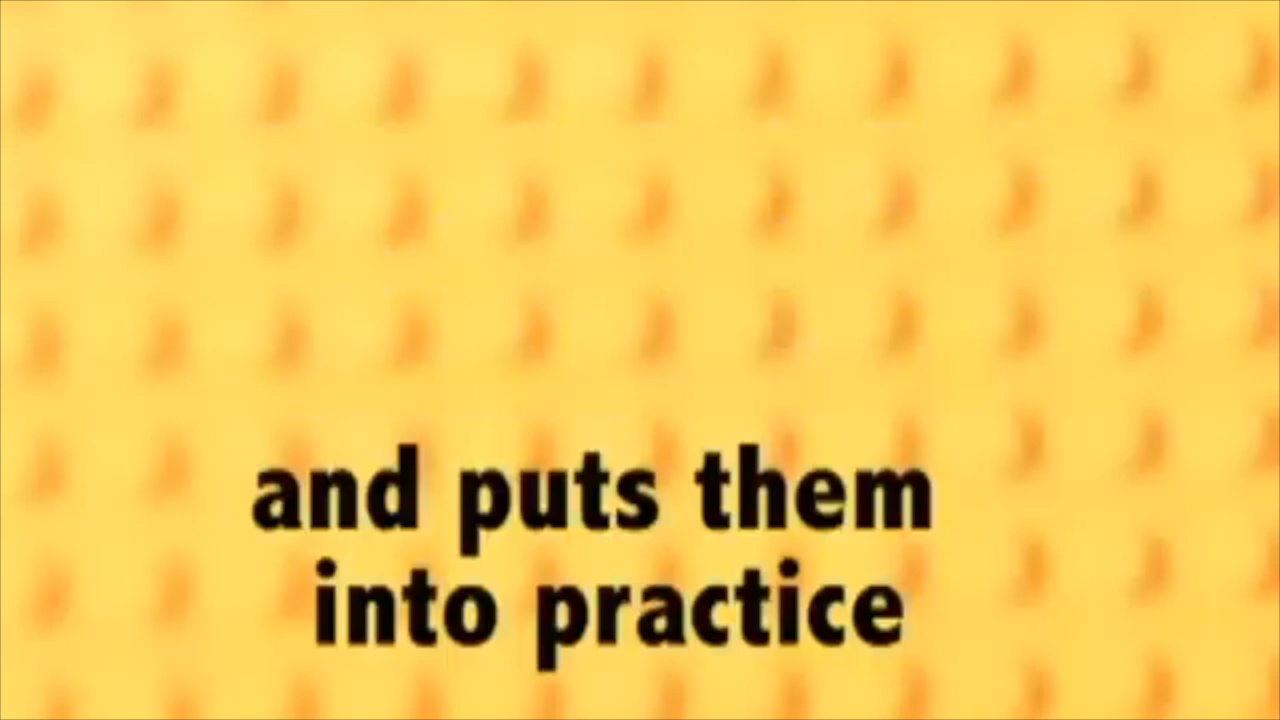 and puts them
into practice